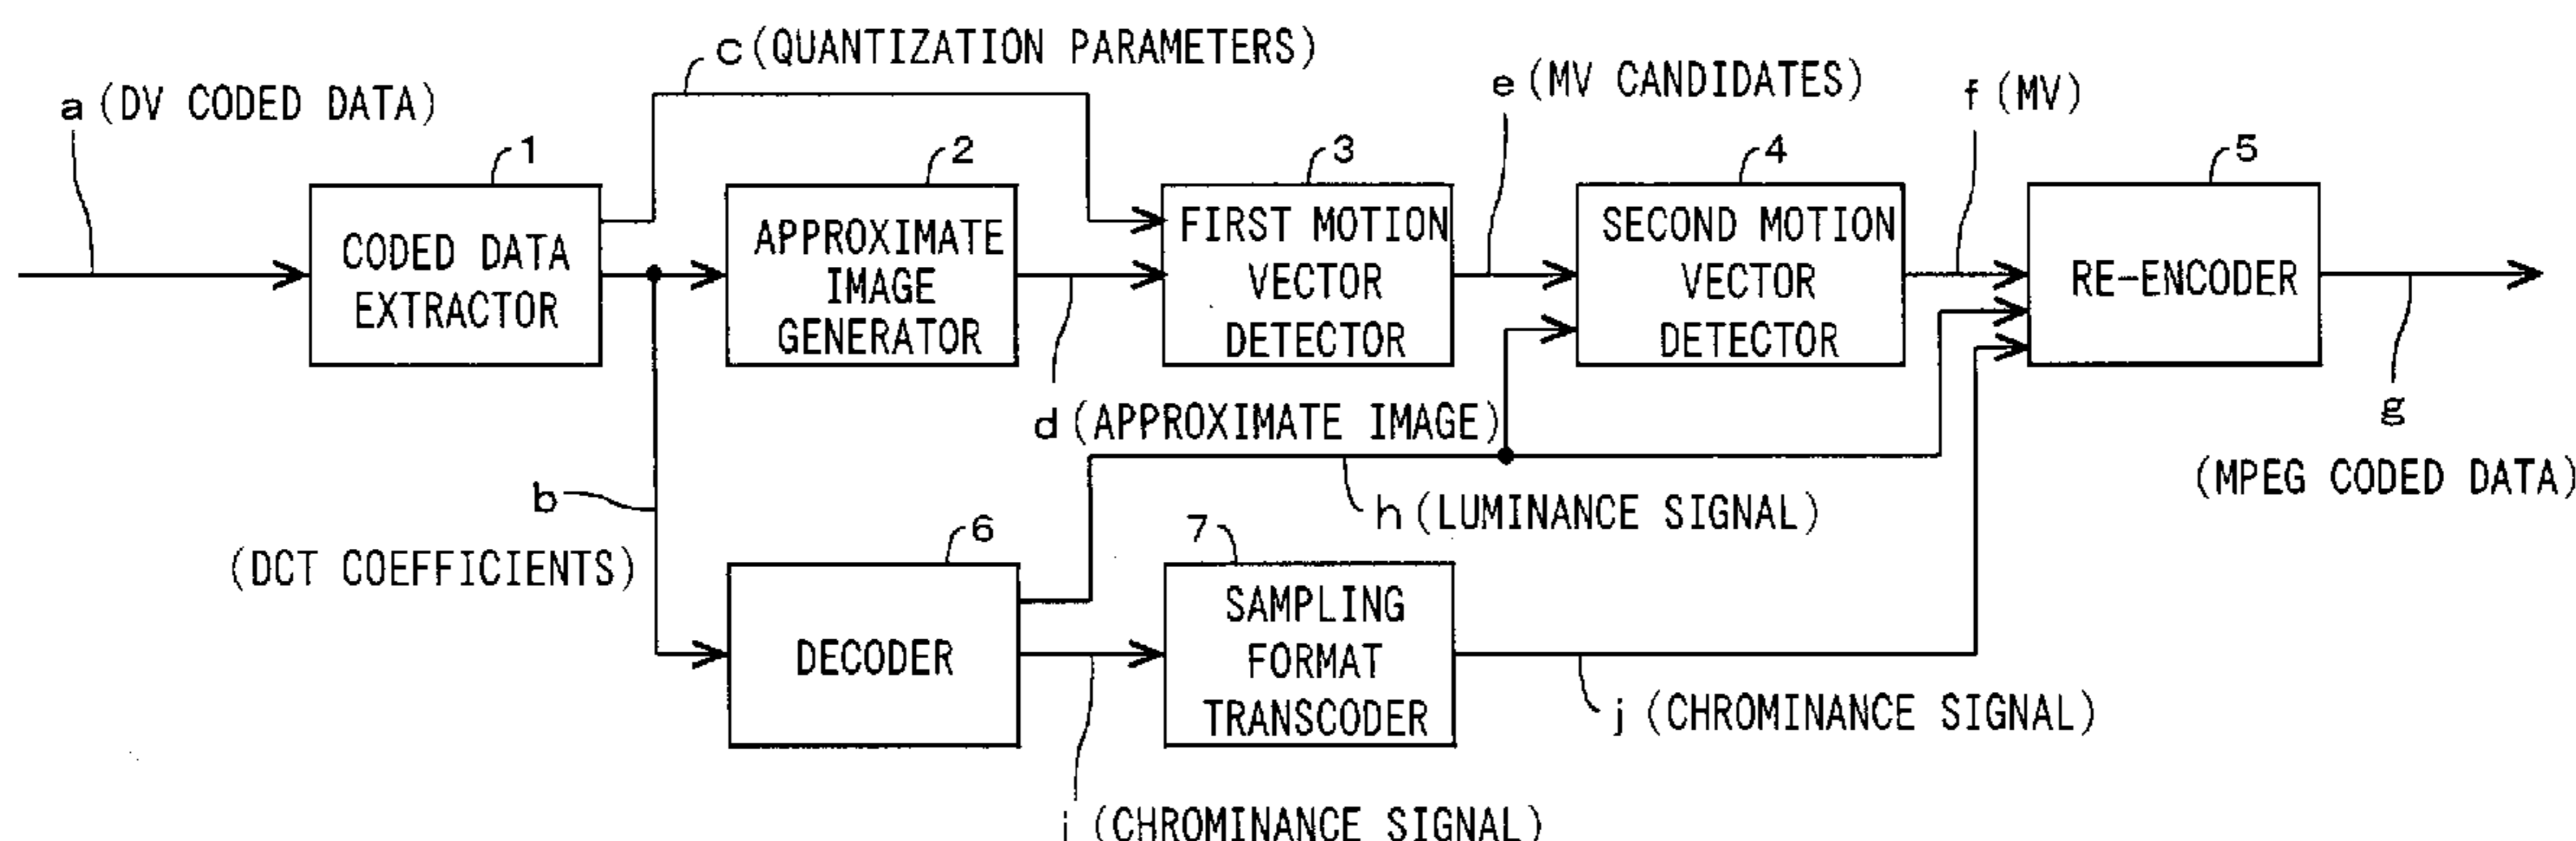 c (QUANTIZATION PARAMETERS)
e (MV CANDIDATES)
f (MV)
a (DV CODED DATA)
1
2
3
4
5
CODED DATA
EXTRACTOR
APPROXIMATE
IMAGE
GENERATOR
FIRST MOTION
VECTOR
DETECTOR
SECOND MOTION
VECTOR
DETECTOR
RE-ENCODER
d (APPROXIMATE IMAGE)
g
(MPEG CODED DATA)
b
(DCT COEFFICIENTS)
h (LUMINANCE SIGNAL)
6
7
DECODER
SAMPLING
FORMAT
TRANSCODER
j (CHROMINANCE SIGNAL)
i (CHROMINANCE SIGNAL)